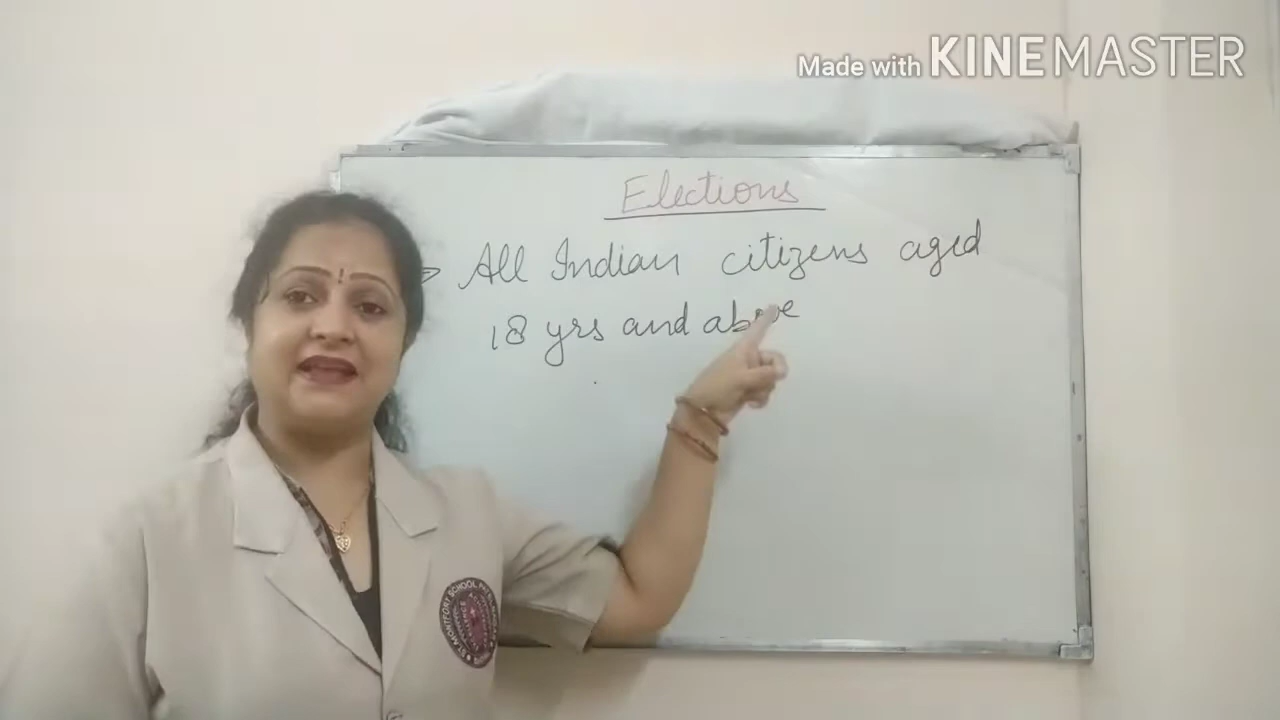 Made with KINEMASTER
Elections
All Indian citizens aged
18 yrs and above